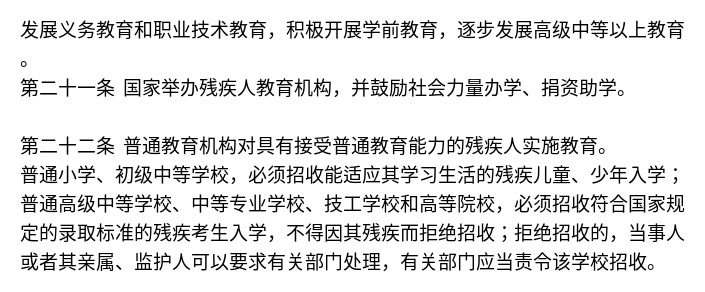 发展义务教育和职业技术教育，积极开展学前教育，逐步发展高级中等以上教育
。
第二十一条 国家举办残疾人教育机构，并鼓励社会力量办学、捐资助学。
第二十二条 普通教育机构对具有接受普通教育能力的残疾人实施教育。
普通小学、初级中等学校，必须招收能适应其学习生活的残疾儿童、少年入学；
普通高级中等学校、中等专业学校、技工学校和高等院校，必须招收符合国家规
定的录取标准的残疾考生入学，不得因其残疾而拒绝招收；拒绝招收的，当事人
或者其亲属、监护人可以要求有关部门处理，有关部门应当责令该学校招收。